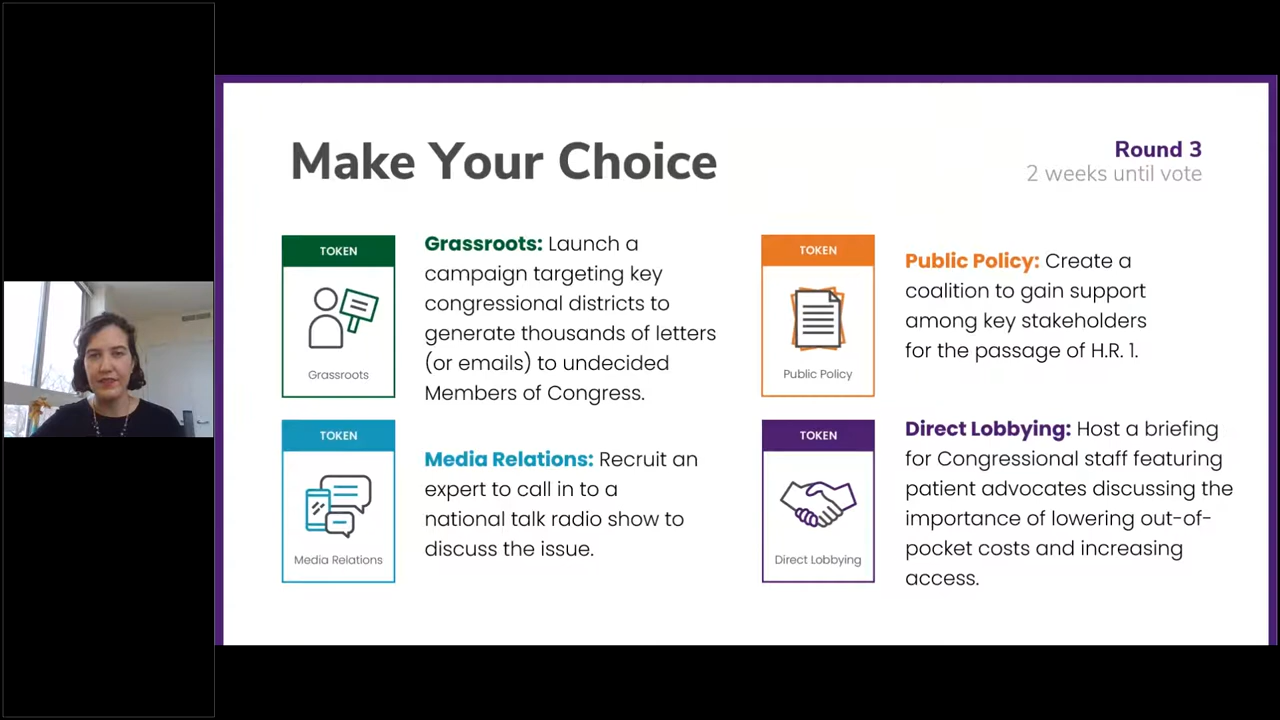 Make Your Choice
Round 3
2 weeks until vote
TOKEN
Grassroots
Grassroots: Launch a
campaign targeting key
congressional districts to
generate thousands of letters
(or emails) to undecided
Members of Congress.
TOKEN
Public Policy
Public Policy: Create a
coalition to gain support
among key stakeholders
for the passage of H.R. 1.
TOKEN
Media Relations
Media Relations: Recruit an
expert to call in to a
national talk radio show to
discuss the issue.
TOKEN
Direct Lobbying
Direct Lobbying: Host a briefing
for Congressional staff featuring
patient advocates discussing the
importance of lowering out-of-
pocket costs and increasing
access.